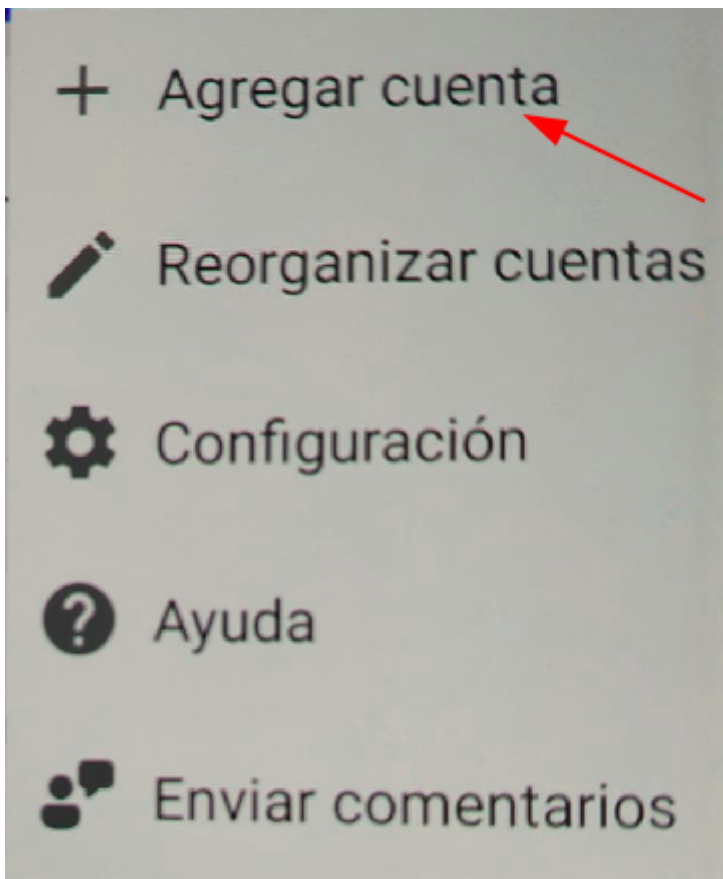 Agregar cuenta
Reorganizar cuentas
Configuración
Ayuda
Enviar comentarios